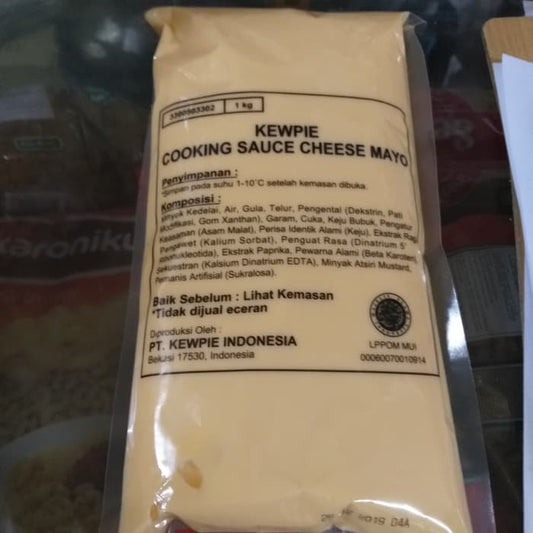 3300503302 1 kg
KEWPIE
COOKING SAUCE CHEESE MAYO
Penyimpanan :
*Simpan pada suhu 1-10°C setelah kemasan dibuka.
Komposisi :
Minyak Kedelai, Air, Gula, Telur, Pengental (Dekstrin, Pati
Modifikasi, Gom Xanthan), Garam, Cuka, Keju Bubuk, Pengatur
Keasaman (Asam Malat), Perisa Identik Alami (Keju), Ekstrak Ragi
Pengawet (Kalium Sorbat), Penguat Rasa (Dinatrium 5'
Ribonukleotida), Ekstrak Paprika, Pewarna Alami (Beta Karoten)
Sekuestran (Kalsium Dinatrium EDTA), Minyak Atsiri Mustard,
Pemanis Artifisial (Sukralosa).
Baik Sebelum : Lihat Kemasan
*Tidak dijual eceran
Diproduksi Oleh :
PT. KEWPIE INDONESIA
Bekasi 17530, Indonesia
LPPOM MUI
00060070010914
D4A